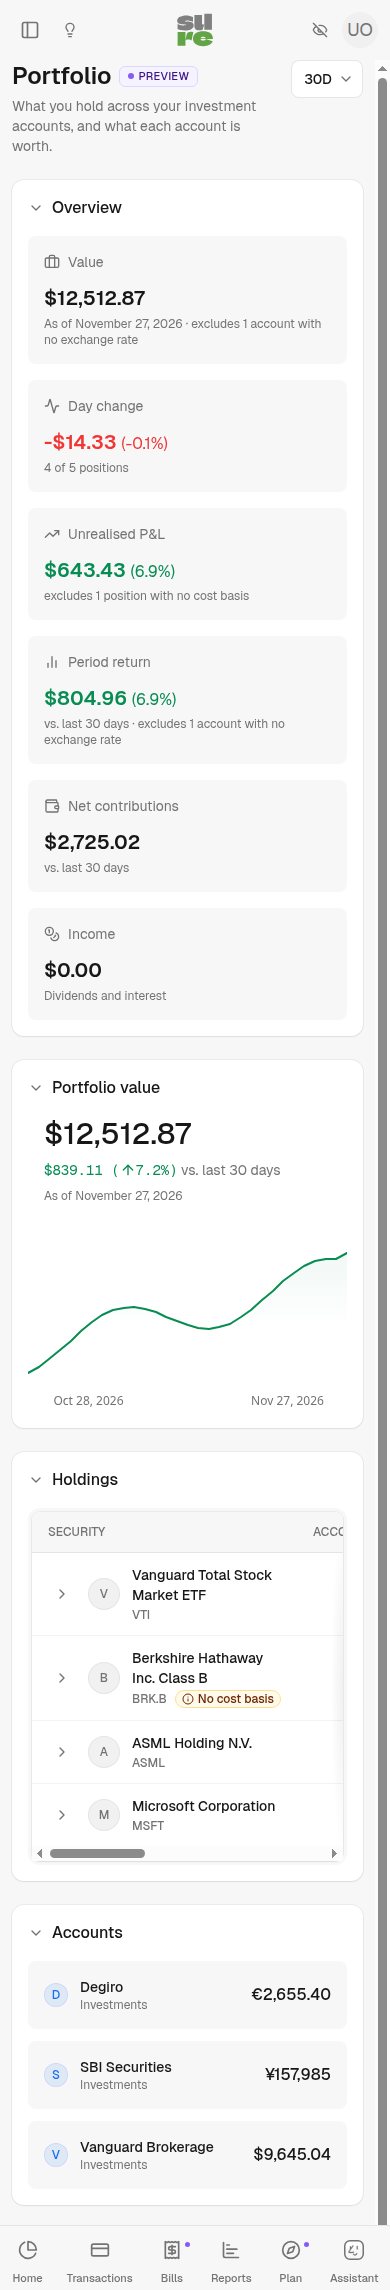 sure
UO
Portfolio
PREVIEW
30D
What you hold across your investment
accounts, and what each account is
worth.
Overview
Value
$12,512.87
As of November 27, 2026 · excludes 1 account with
no exchange rate
Day change
-$14.33 (-0.1%)
4 of 5 positions
Unrealised P&L
$643.43 (6.9%)
excludes 1 position with no cost basis
Period return
$804.96 (6.9%)
vs. last 30 days · excludes 1 account with no
exchange rate
Net contributions
$2,725.02
vs. last 30 days
Income
$0.00
Dividends and interest
Portfolio value
$12,512.87
$839.11 (↑7.2%) vs. last 30 days
As of November 27, 2026
Oct 28, 2026 Nov 27, 2026
Holdings
SECURITY ACCO
V
Vanguard Total Stock
Market ETF
VTI
B
Berkshire Hathaway
Inc. Class B
BRK.B No cost basis
A
ASML Holding N.V.
ASML
M
Microsoft Corporation
MSFT
Accounts
D
Degiro
Investments
€2,655.40
S
SBI Securities
Investments
¥157,985
V
Vanguard Brokerage
Investments
$9,645.04
Home Transactions Bills Reports Plan Assistant